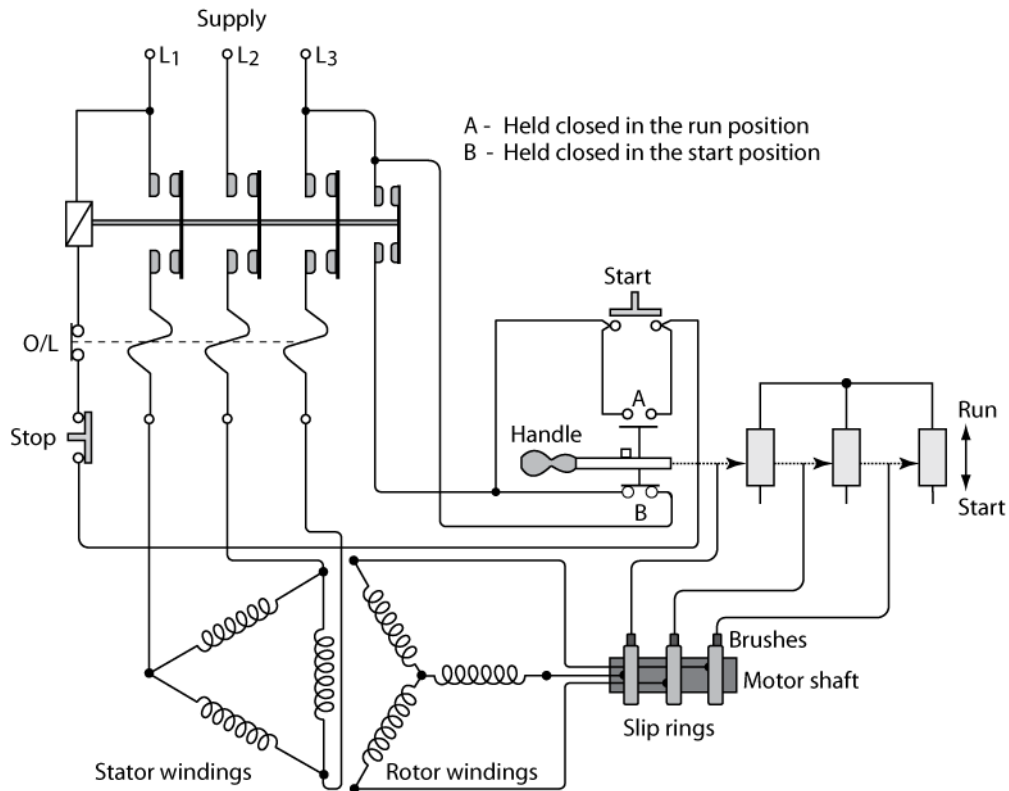 Supply
L1
L2
L3
A - Held closed in the run position
B - Held closed in the start position
Start
O/L
A
Run
Stop
Handle
Start
B
Brushes
Motor shaft
Slip rings
Stator windings
Rotor windings